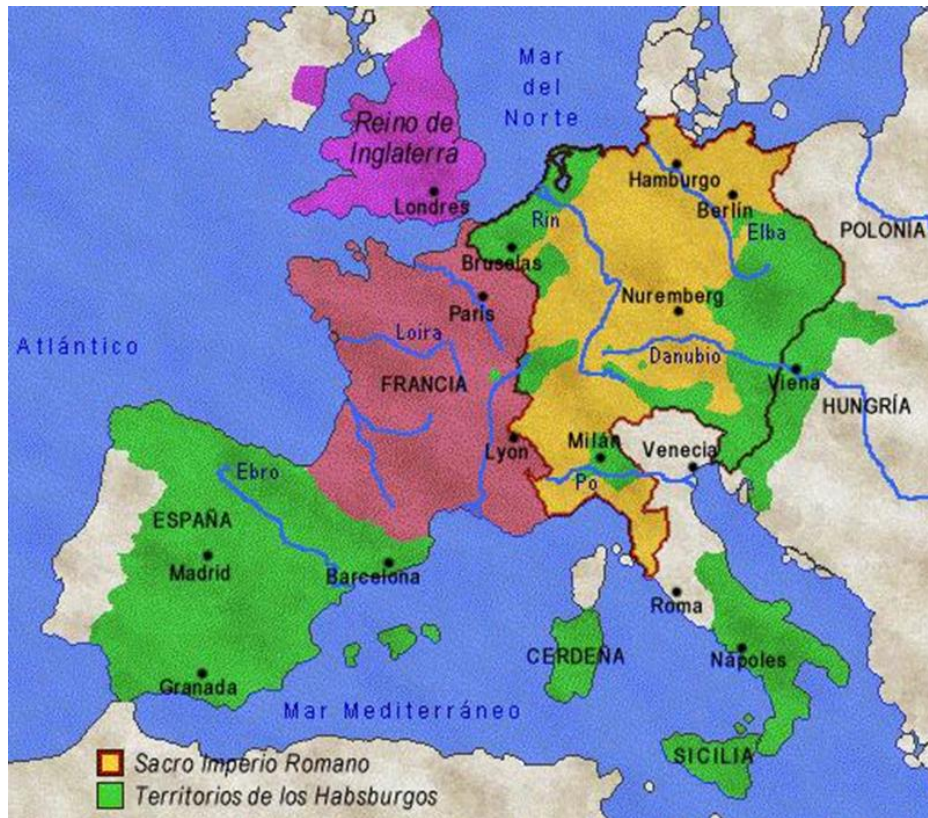 Mar
del
Norte
Reino de
Inglaterra
Londres
Hamburgo
Berlín
Rin
Elba
POLONIA
Bruselas
París
Nuremberg
Atlántico
Loira
Danubio
FRANCIA
Viena
HUNGRÍA
Lyon
Milán
Venecia
Po
Ebro
ESPAÑA
Madrid
Barcelona
Roma
CERDEÑA
Nápoles
Granada
Mar Mediterráneo
SICILIA
Sacro Imperio Romano
Territorios de los Habsburgos